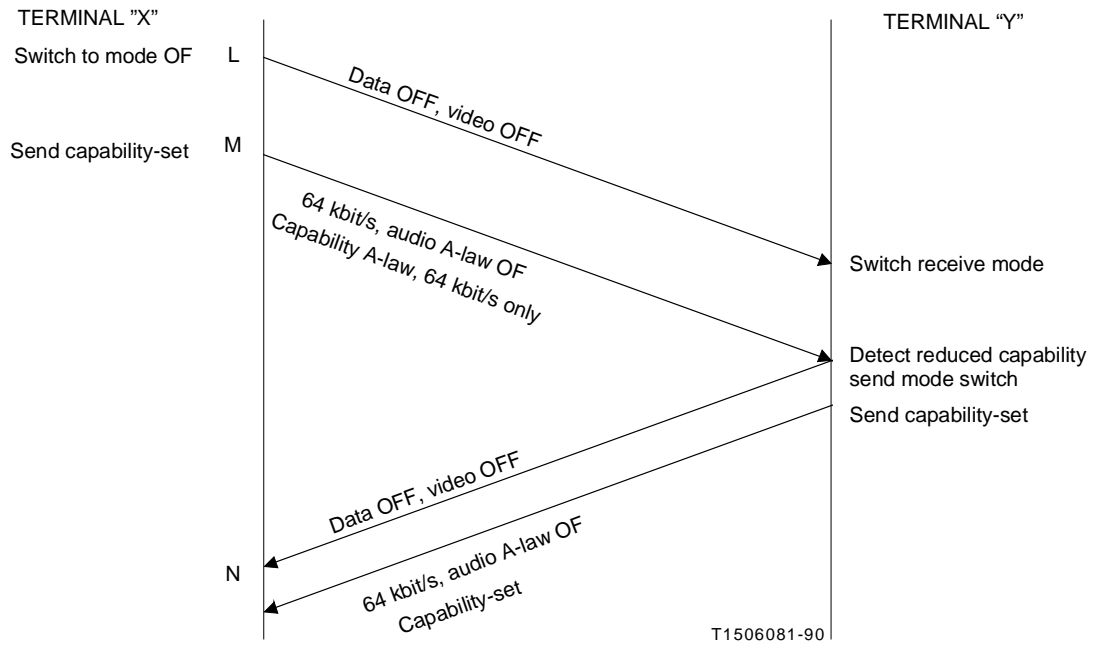 TERMINAL ”X”
TERMINAL “Y”
Switch to mode OF
L
Data OFF, video OFF
Send capability-set
M
64 kbit/s, audio A-law OF
Capability A-law, 64 kbit/s only
Switch receive mode
Detect reduced capability
send mode switch
Send capability-set
Data OFF, video OFF
N
64 kbit/s, audio A-law OF
Capability-set
T1506081-90